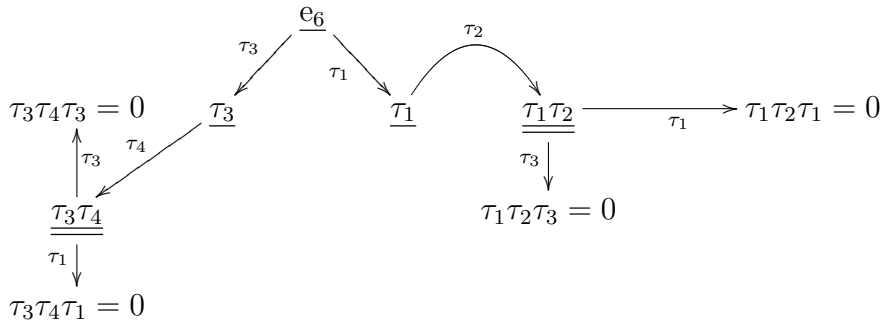 e₆
τ₂
τ₃
τ₁
τ₃τ₄τ₃ = 0
τ₃
τ₁
τ₁τ₂
τ₁
τ₁τ₂τ₁ = 0
τ₃
τ₄
τ₃
τ₃τ₄
τ₁τ₂τ₃ = 0
τ₁
τ₃τ₄τ₁ = 0